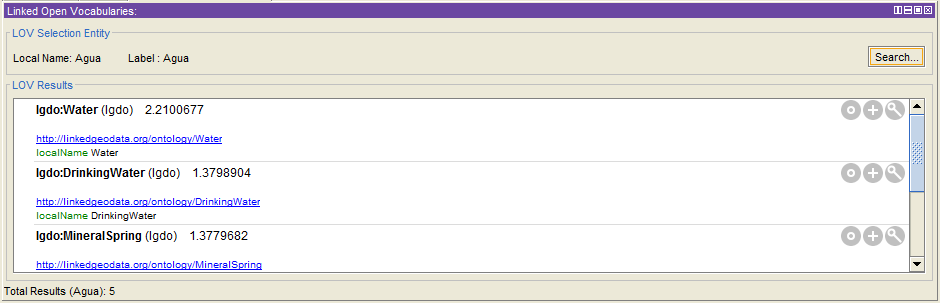 Linked Open Vocabularies:
LOV Selection Entity
Local Name: Agua Label : Agua Search...
LOV Results
lgdo:Water (lgdo) 2.2100677
http://linkedgeodata.org/ontology/Water
localName Water
lgdo:DrinkingWater (lgdo) 1.3798904
http://linkedgeodata.org/ontology/DrinkingWater
localName DrinkingWater
lgdo:MineralSpring (lgdo) 1.3779682
http://linkedgeodata.org/ontology/MineralSpring
Total Results (Agua): 5